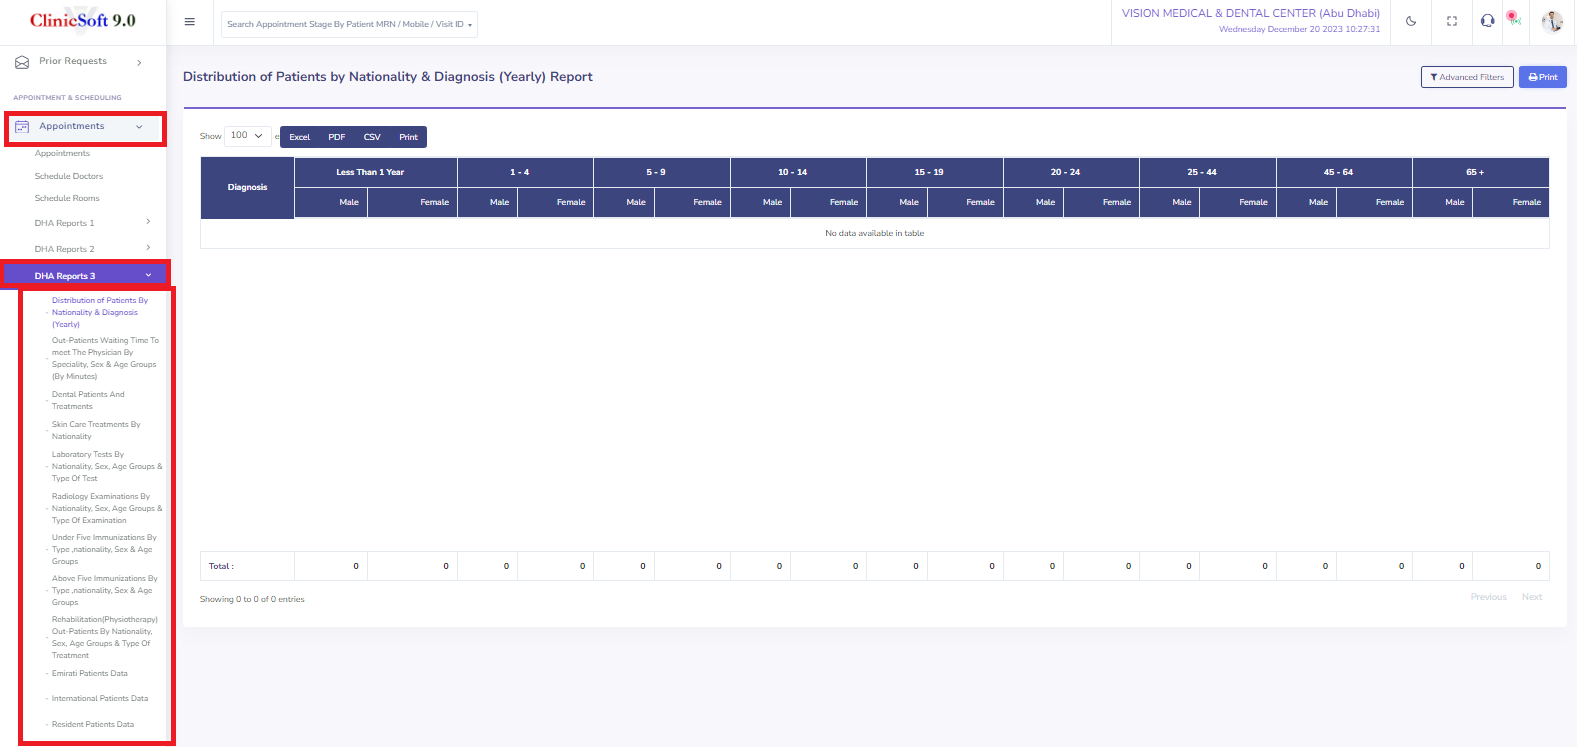 ClinicSoft 9.0
Search Appointment Stage By Patient MRN / Mobile / Visit ID
VISION MEDICAL & DENTAL CENTER (Abu Dhabi)
Wednesday December 20 2023 10:27:31
Prior Requests
APPOINTMENT & SCHEDULING
Appointments
Appointments
Schedule Doctors
Schedule Rooms
DHA Reports 1
DHA Reports 2
DHA Reports 3
- Distribution of Patients By
Nationality & Diagnosis
(Yearly)
- Out-Patients Waiting Time To
meet The Physician By
Speciality, Sex & Age Groups
(By Minutes)
- Dental Patients And
Treatments
- Skin Care Treatments By
Nationality
- Laboratory Tests By
Nationality, Sex, Age Groups &
Type Of Test
- Radiology Examinations By
Nationality, Sex, Age Groups &
Type Of Examination
- Under Five Immunizations By
Type ,nationality, Sex & Age
Groups
- Above Five Immunizations By
Type ,nationality, Sex & Age
Groups
- Rehabilitation(Physiotherapy)
Out-Patients By Nationality,
Sex, Age Groups & Type Of
Treatment
- Emirati Patients Data
- International Patients Data
- Resident Patients Data
Distribution of Patients by Nationality & Diagnosis (Yearly) Report
Advanced Filters Print
Show 100 e Excel PDF CSV Print
Diagnosis Less Than 1 Year 1 - 4 5 - 9 10 - 14 15 - 19 20 - 24 25 - 44 45 - 64 65 +
Male Female Male Female Male Female Male Female Male Female Male Female Male Female Male Female Male Female
No data available in table
Total : 0 0 0 0 0 0 0 0 0 0 0 0 0 0 0 0 0 0
Showing 0 to 0 of 0 entries
Previous Next